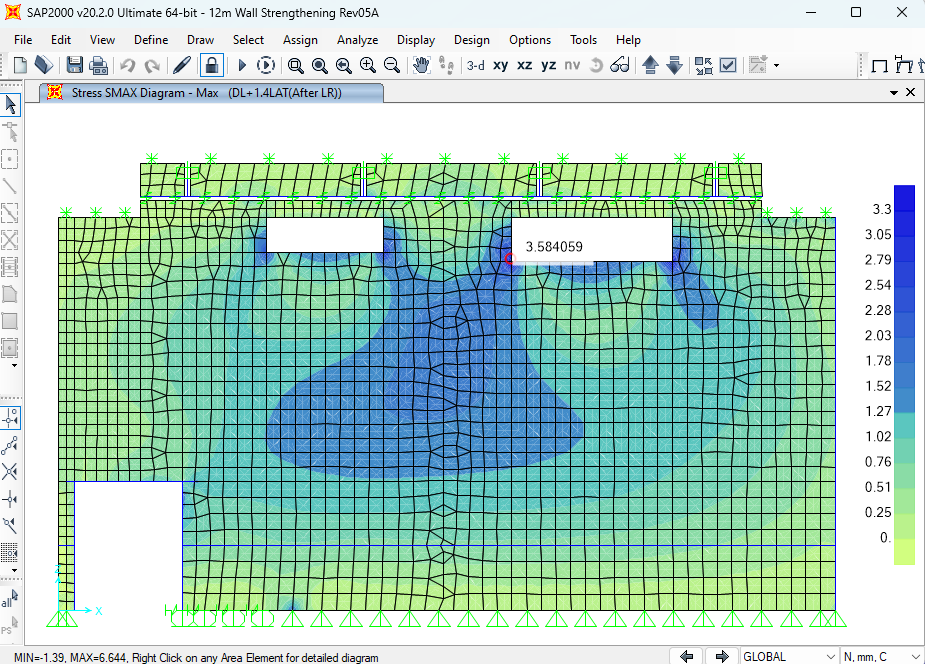 SAP2000 v20.2.0 Ultimate 64-bit - 12m Wall Strengthening Rev05A
File Edit View Define Draw Select Assign Analyze Display Design Options Tools Help
3-d xy xz yz nv
Stress SMAX Diagram - Max (DL+1.4LAT(After LR))
3.584059
3.3
3.05
2.79
2.54
2.28
2.03
1.78
1.52
1.27
1.02
0.76
0.51
0.25
0.
X
all
PS
MIN=-1.39, MAX=6.644, Right Click on any Area Element for detailed diagram
GLOBAL
N, mm, C